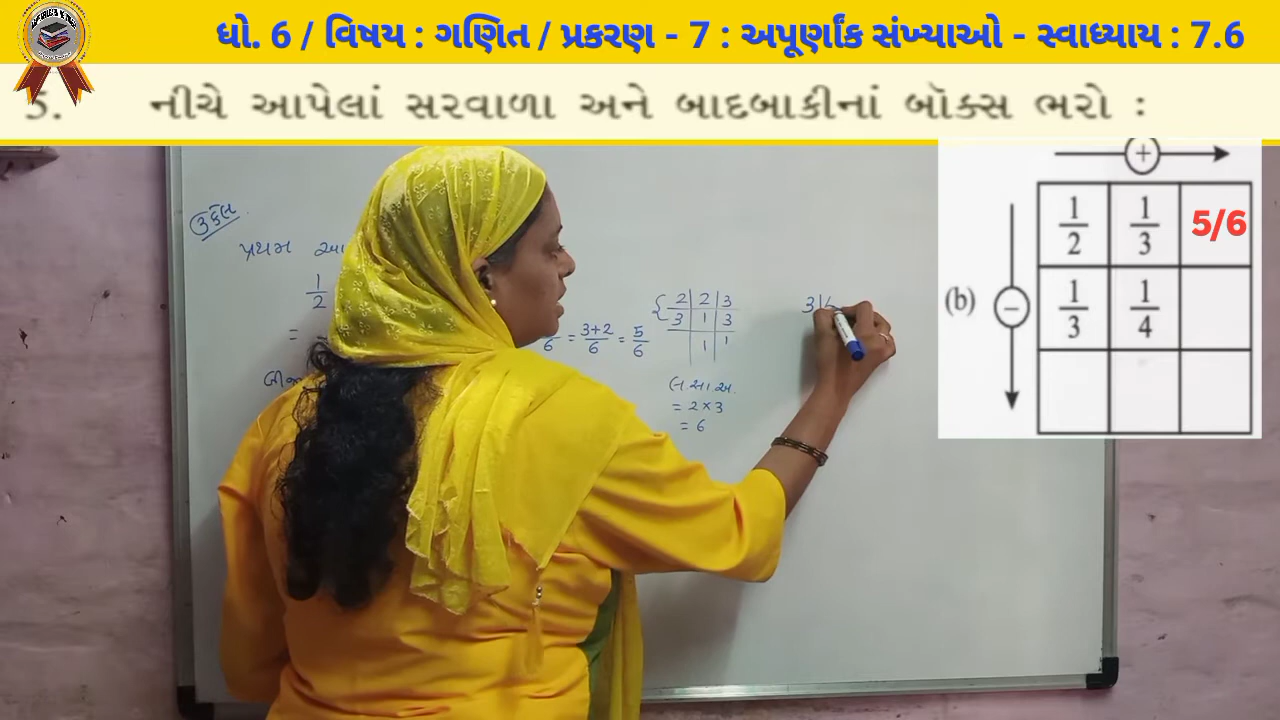 ધો. 6 / વિષય : ગણિત / પ્રકરણ - 7 : અપૂર્ણાંક સંખ્યાઓ - સ્વાધ્યાય : 7.6
5. નીચે આપેલાં સરવાળા અને બાદબાકીનાં બૉક્સ ભરો :
+
1/2 1/3 5/6
(b) − 1/3 1/4
ઉકેલ
પ્રથમ આ
1/2
=
6 = 3+2/6 = 5/6
2 2 3
3 1 3
1 1
લ.સા.અ.
= 2 × 3
= 6
3